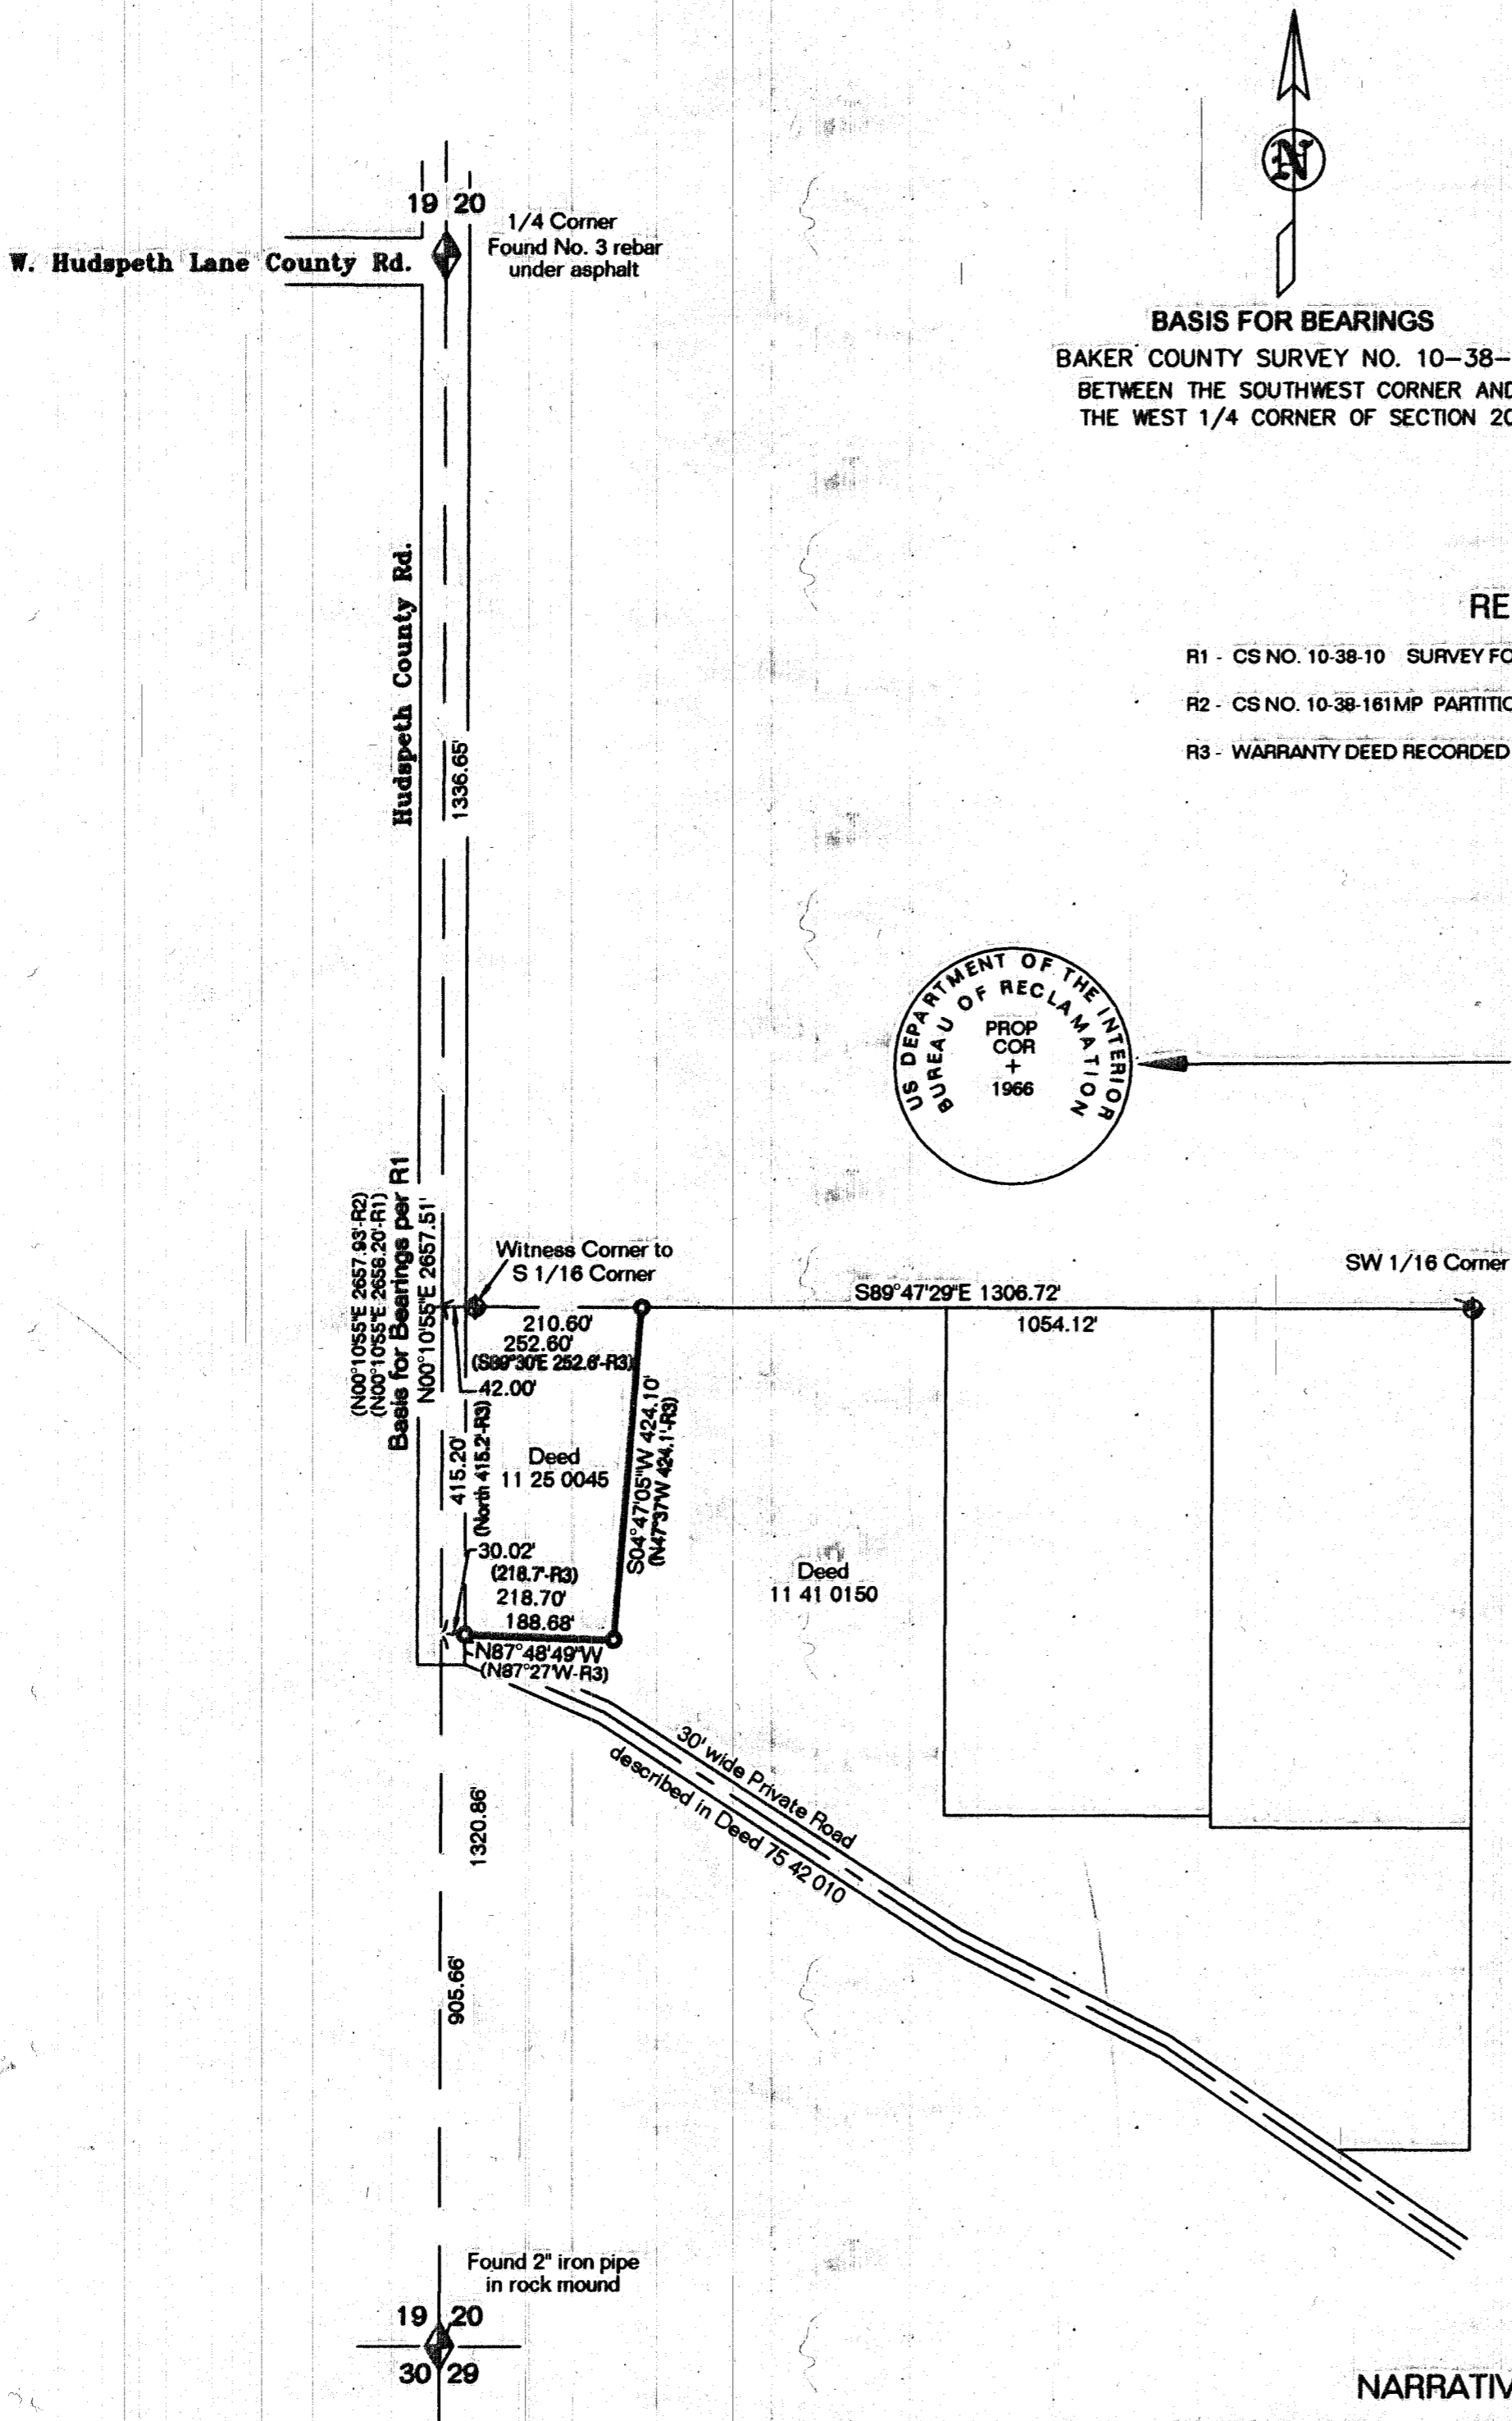 19 20
1/4 Corner
Found No. 3 rebar
under asphalt
W. Hudspeth Lane County Rd.
N
BASIS FOR BEARINGS
BAKER COUNTY SURVEY NO. 10-38-
BETWEEN THE SOUTHWEST CORNER AND
THE WEST 1/4 CORNER OF SECTION 20
Hudspeth County Rd.
1336.65'
RE
R1 - CS NO. 10-38-10 SURVEY FO
R2 - CS NO. 10-38-161MP PARTITIO
R3 - WARRANTY DEED RECORDED
US DEPARTMENT OF THE INTERIOR
BUREAU OF RECLAMATION
PROP
COR
+
1966
(N00°10'55"E 2657.93'-R2)
(N00°10'55"E 2658.20'-R1)
Basis for Bearings per R1
N00°10'55"E 2657.51'
Witness Corner to
S 1/16 Corner
SW 1/16 Corner
S89°47'29"E 1306.72'
1054.12'
210.60'
252.60'
(S89°30'E 252.6'-R3)
42.00'
415.20'
(North 415.2'-R3)
Deed
11 25 0045
S04°47'05"W 424.10'
(N47°37'W 424.1'-R3)
30.02'
(218.7'-R3)
218.70'
188.68'
N87°48'49"W
(N87°27'W-R3)
Deed
11 41 0150
30' wide Private Road
described in Deed 75 42 010
1320.86'
905.66'
Found 2" iron pipe
in rock mound
19 20
30 29
NARRATIV